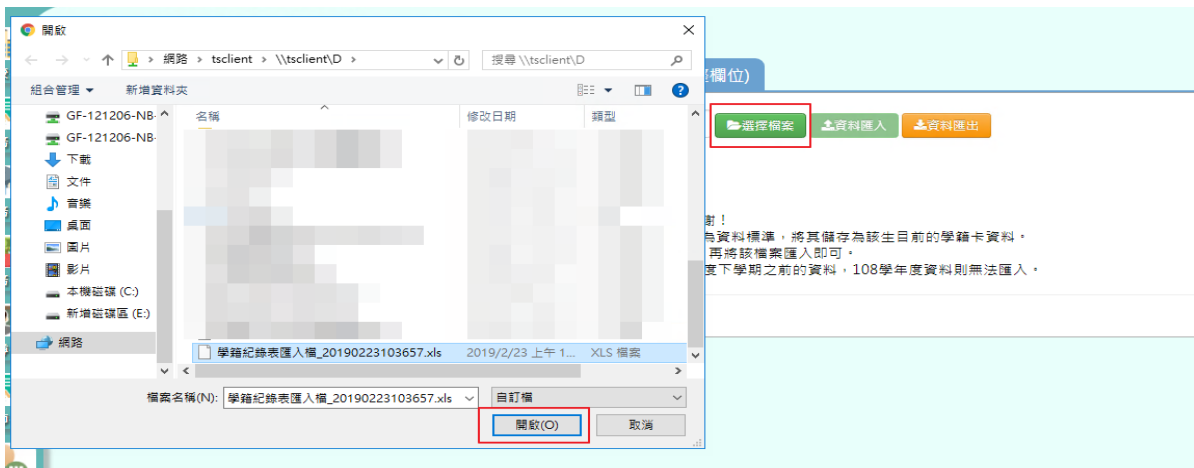 開啟
網路 > tsclient > \\tsclient\D >
搜尋 \\tsclient\D
組合管理
新增資料夾
名稱
修改日期
類型
GF-121206-NB-
GF-121206-NB-
下載
文件
音樂
桌面
圖片
影片
本機磁碟 (C:)
新增磁碟區 (E:)
網路
學籍紀錄表匯入檔_20190223103657.xls 2019/2/23 上午 1... XLS 檔案
檔案名稱(N): 學籍紀錄表匯入檔_20190223103657.xls
自訂檔
開啟(O)
取消
欄位)
選擇檔案
資料匯入
資料匯出
謝！
為資料標準，將其儲存為該生目前的學籍卡資料。
再將該檔案匯入即可。
度下學期之前的資料，108學年度資料則無法匯入。